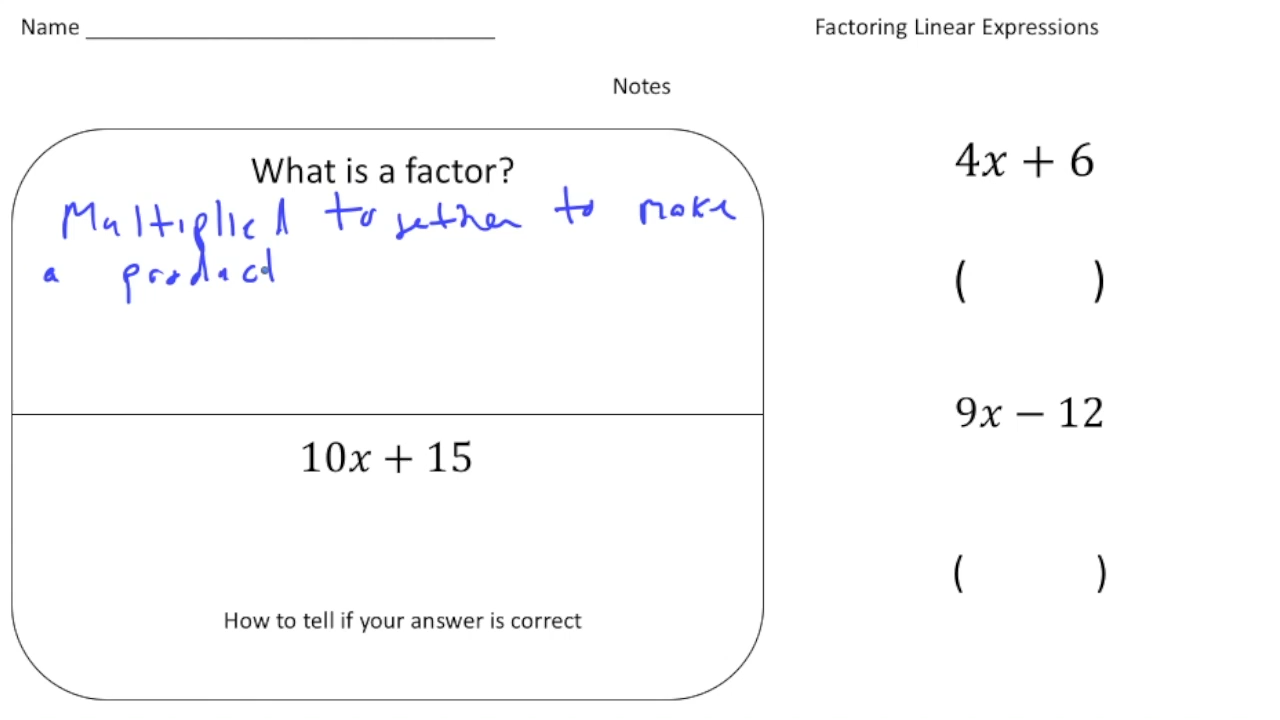 Name ____________________ Factoring Linear Expressions
Notes
What is a factor?
Multiplied together to make
a product
10x + 15
How to tell if your answer is correct
4x + 6
( )
9x − 12
( )